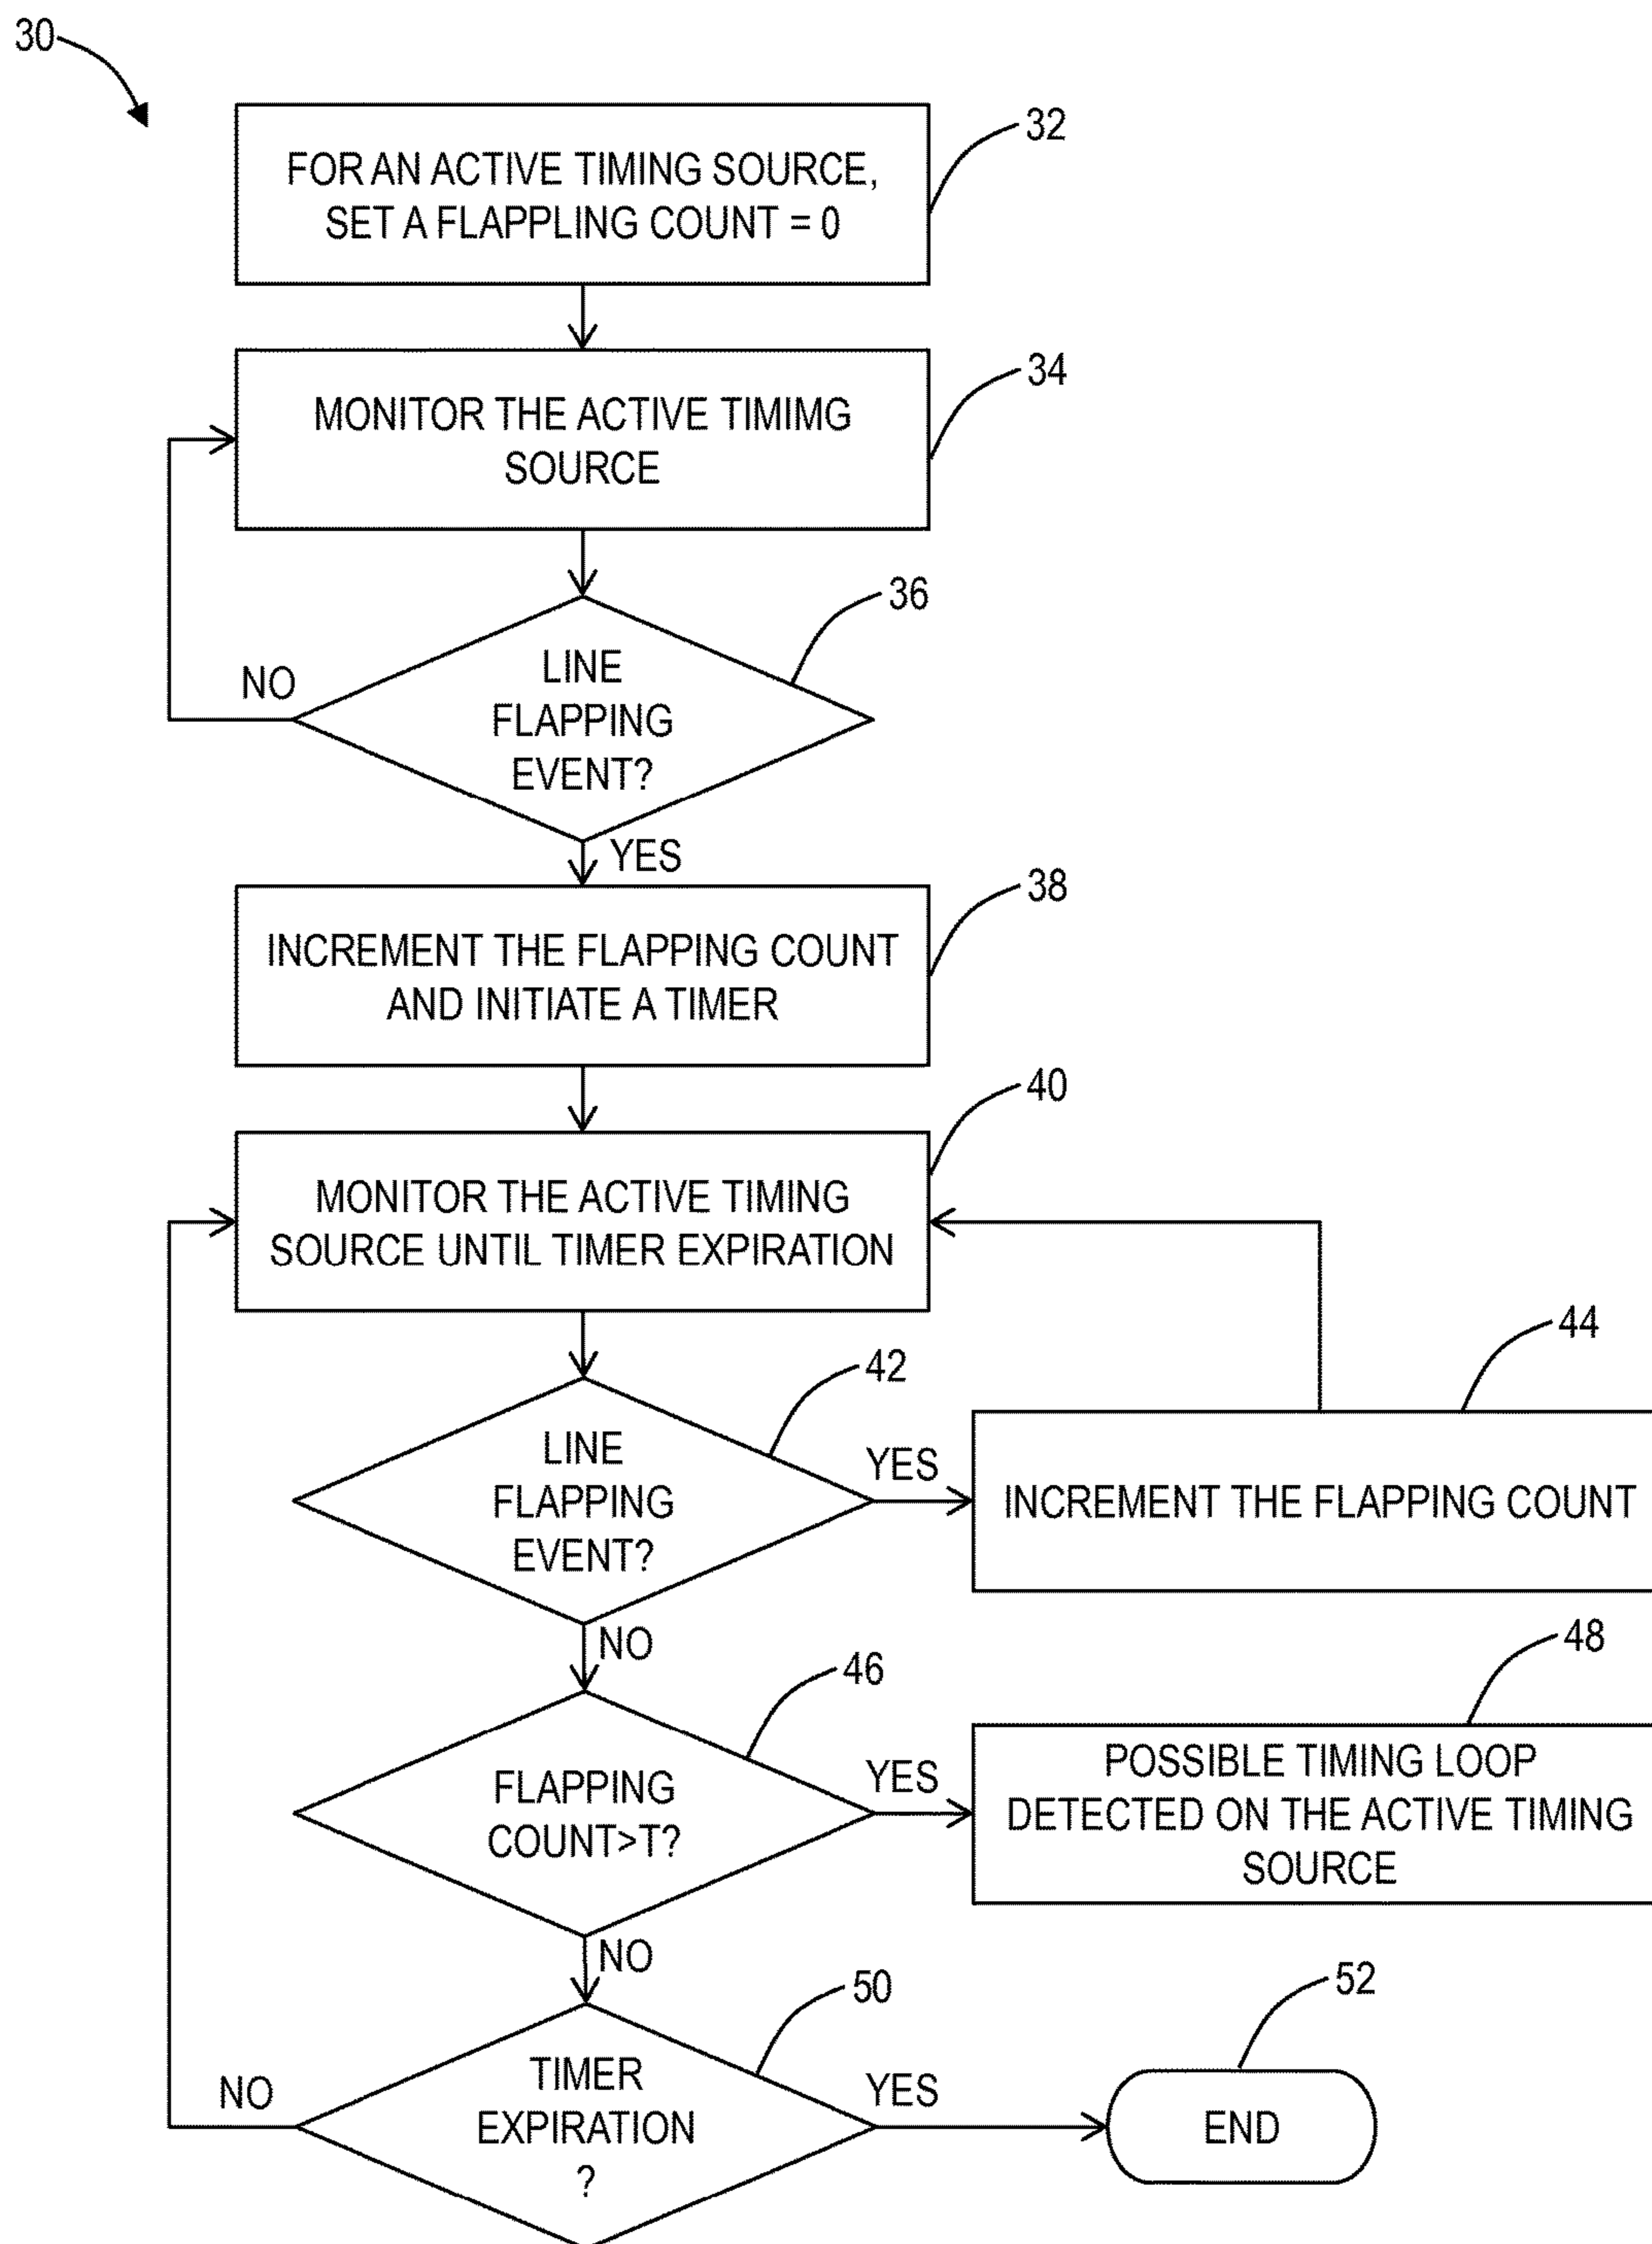 30
32
FOR AN ACTIVE TIMING SOURCE,
SET A FLAPPLING COUNT = 0
34
MONITOR THE ACTIVE TIMIMG
SOURCE
36
LINE
FLAPPING
EVENT?
NO
YES
38
INCREMENT THE FLAPPING COUNT
AND INITIATE A TIMER
40
MONITOR THE ACTIVE TIMING
SOURCE UNTIL TIMER EXPIRATION
42
LINE
FLAPPING
EVENT?
YES
44
INCREMENT THE FLAPPING COUNT
NO
46
FLAPPING
COUNT>T?
YES
48
POSSIBLE TIMING LOOP
DETECTED ON THE ACTIVE TIMING
SOURCE
NO
50
TIMER
EXPIRATION
?
NO
YES
52
END